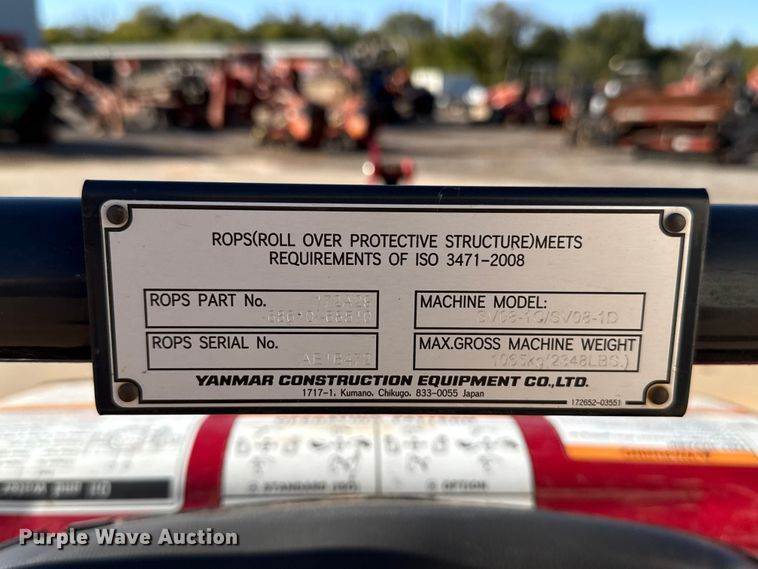 ROPS(ROLL OVER PROTECTIVE STRUCTURE)MEETS
REQUIREMENTS OF ISO 3471-2008
ROPS PART No.
MACHINE MODEL:
SV08-1C/SV08-1D
ROPS SERIAL No.
MAX.GROSS MACHINE WEIGHT
1065kg(2348LBS.)
YANMAR CONSTRUCTION EQUIPMENT CO.,LTD.
1717-1, Kumano, Chikugo, 833-0055 Japan
172652-03551
Purple Wave Auction